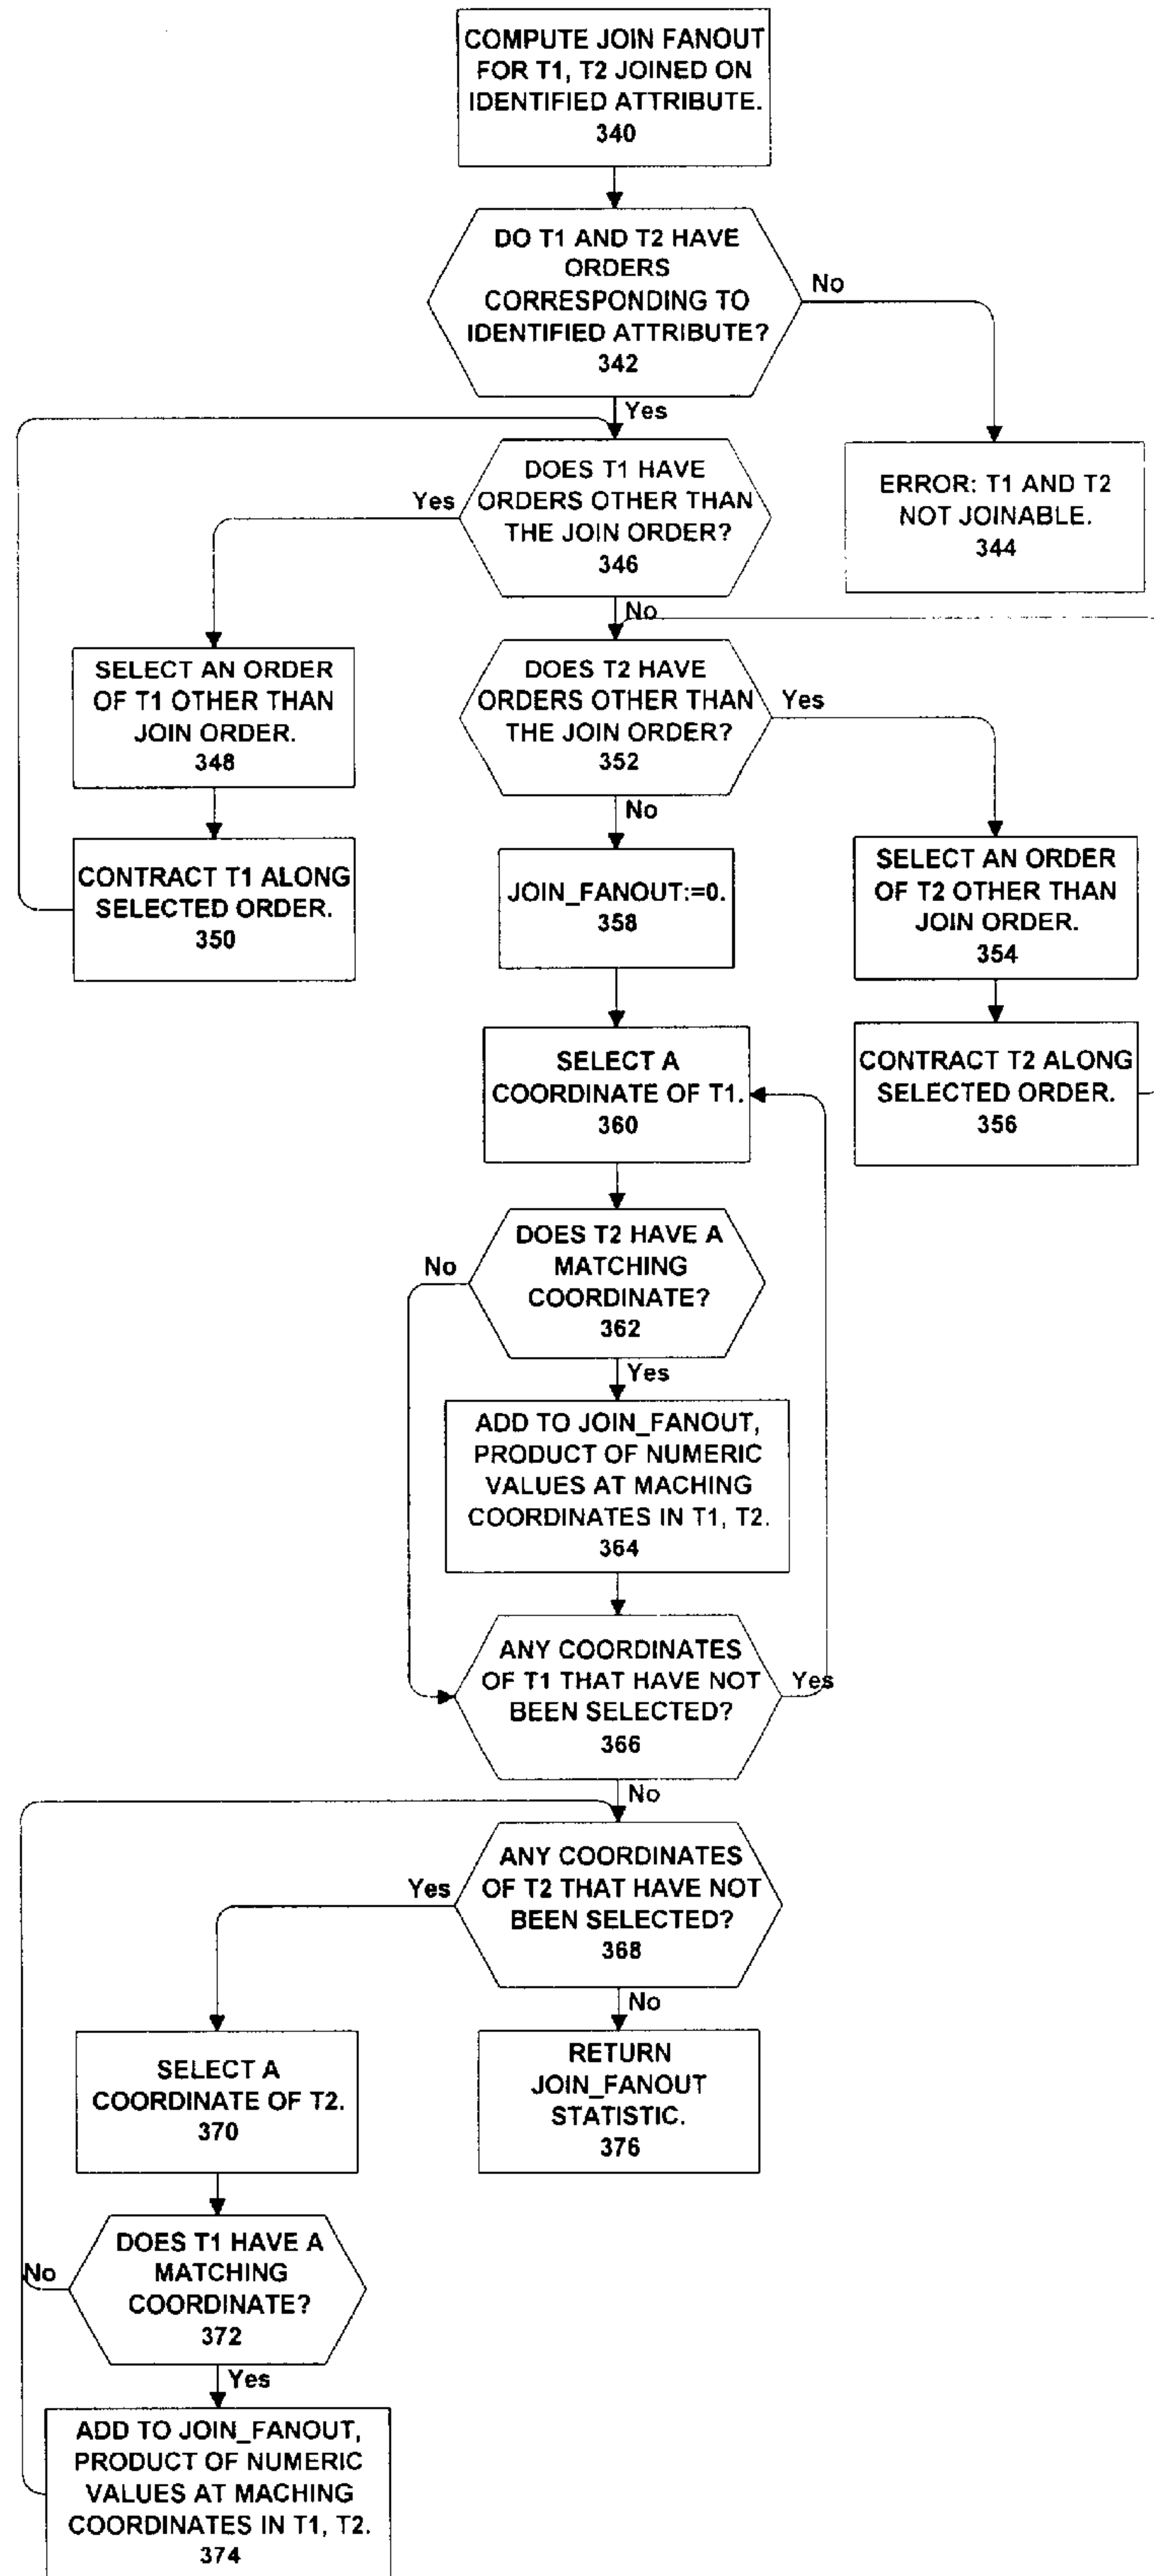 COMPUTE JOIN FANOUT
FOR T1, T2 JOINED ON
IDENTIFIED ATTRIBUTE.
340
DO T1 AND T2 HAVE
ORDERS
CORRESPONDING TO
IDENTIFIED ATTRIBUTE?
342
No
Yes
ERROR: T1 AND T2
NOT JOINABLE.
344
DOES T1 HAVE
ORDERS OTHER THAN
THE JOIN ORDER?
346
Yes
No
SELECT AN ORDER
OF T1 OTHER THAN
JOIN ORDER.
348
CONTRACT T1 ALONG
SELECTED ORDER.
350
DOES T2 HAVE
ORDERS OTHER THAN
THE JOIN ORDER?
352
Yes
No
SELECT AN ORDER
OF T2 OTHER THAN
JOIN ORDER.
354
CONTRACT T2 ALONG
SELECTED ORDER.
356
JOIN_FANOUT:=0.
358
SELECT A
COORDINATE OF T1.
360
DOES T2 HAVE A
MATCHING
COORDINATE?
362
No
Yes
ADD TO JOIN_FANOUT,
PRODUCT OF NUMERIC
VALUES AT MACHING
COORDINATES IN T1, T2.
364
ANY COORDINATES
OF T1 THAT HAVE NOT
BEEN SELECTED?
366
Yes
No
ANY COORDINATES
OF T2 THAT HAVE NOT
BEEN SELECTED?
368
Yes
No
SELECT A
COORDINATE OF T2.
370
RETURN
JOIN_FANOUT
STATISTIC.
376
DOES T1 HAVE A
MATCHING
COORDINATE?
372
No
Yes
ADD TO JOIN_FANOUT,
PRODUCT OF NUMERIC
VALUES AT MACHING
COORDINATES IN T1, T2.
374